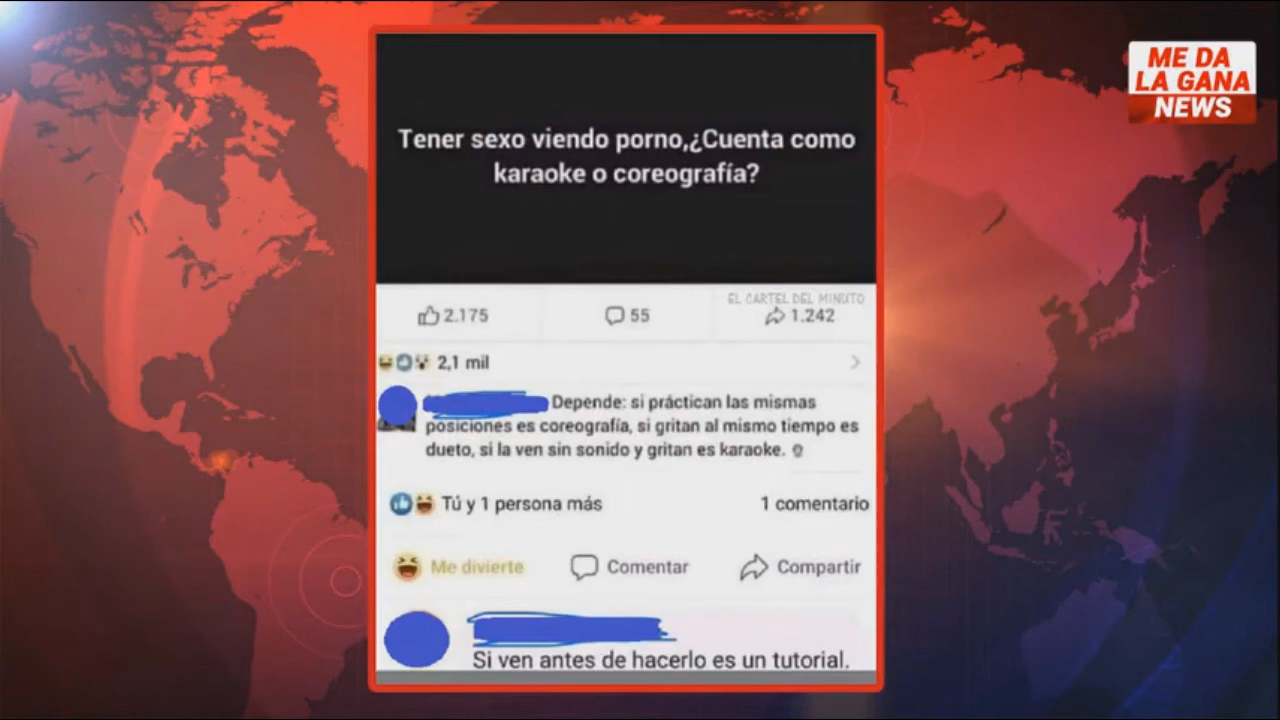 ME DA
LA GANA
NEWS
Tener sexo viendo porno,¿Cuenta como
karaoke o coreografía?
EL CARTEL DEL MINUTO
2.175
55
1.242
2,1 mil
Depende: si práctican las mismas
posiciones es coreografía, si gritan al mismo tiempo es
dueto, si la ven sin sonido y gritan es karaoke.
Tú y 1 persona más
1 comentario
Me divierte
Comentar
Compartir
Si ven antes de hacerlo es un tutorial.